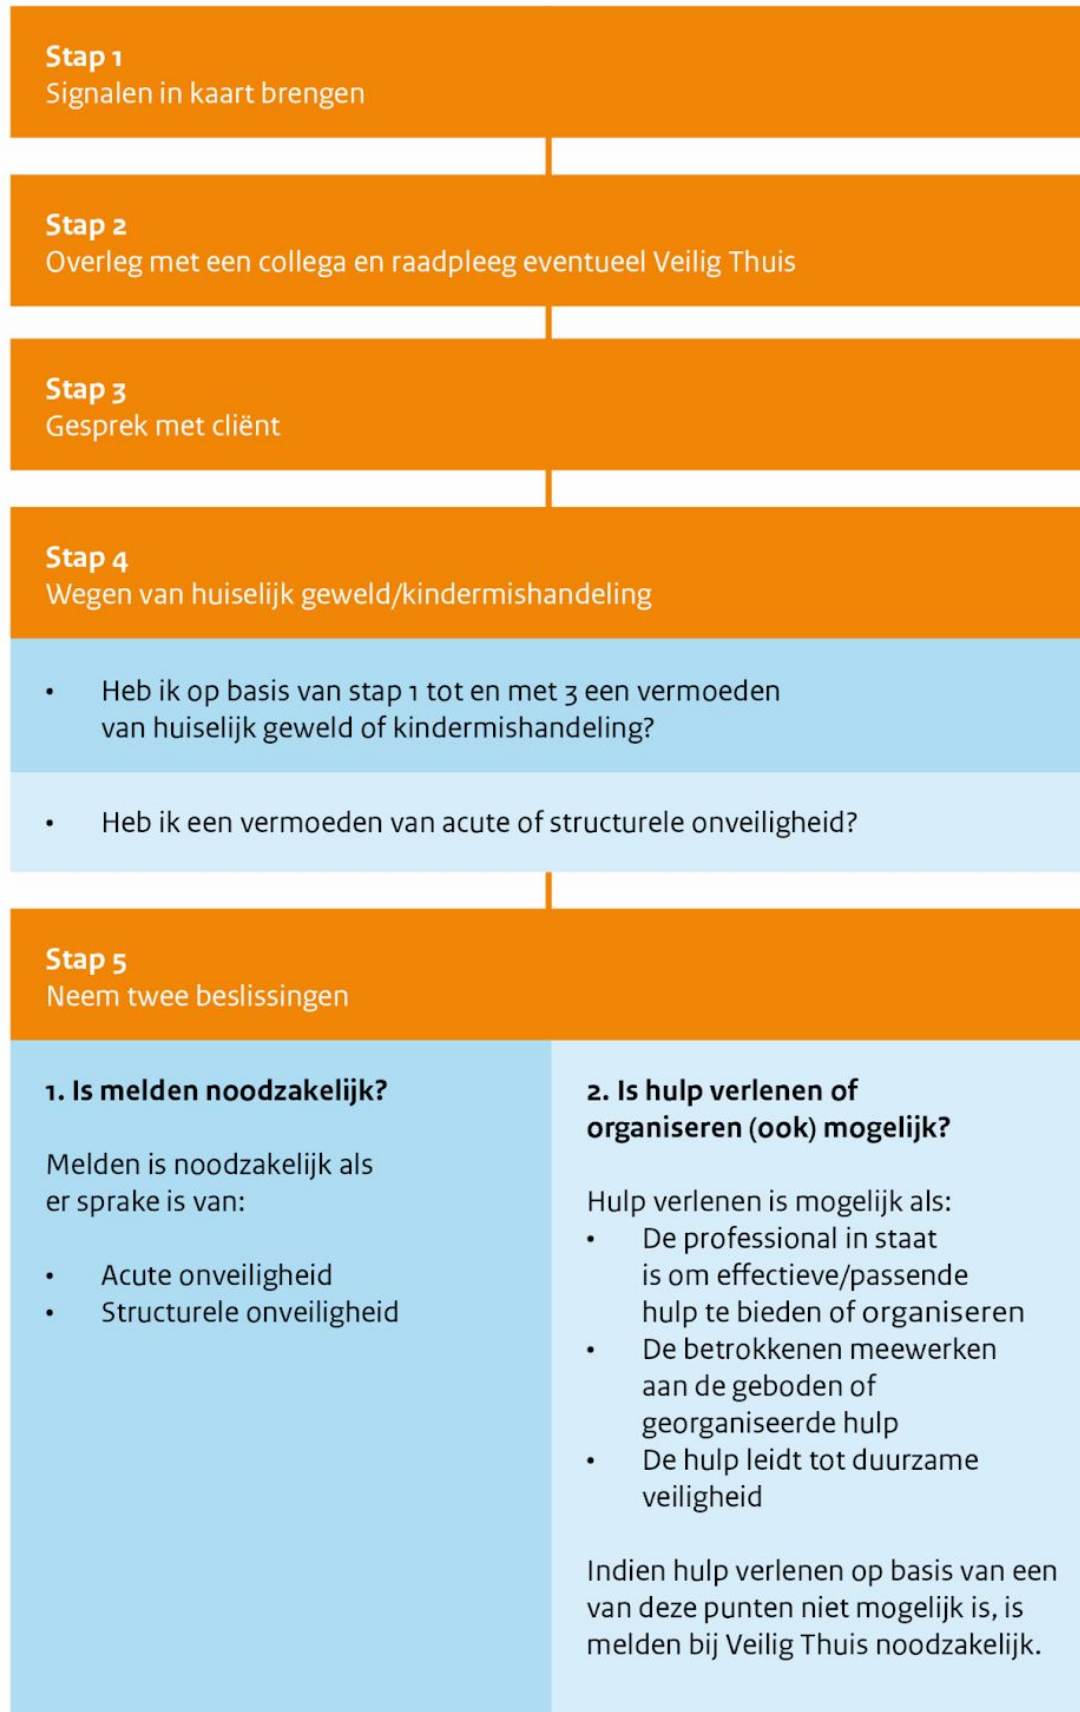 Stap 1
Signalen in kaart brengen
Stap 2
Overleg met een collega en raadpleeg eventueel Veilig Thuis
Stap 3
Gesprek met cliënt
Stap 4
Wegen van huiselijk geweld/kindermishandeling
• Heb ik op basis van stap 1 tot en met 3 een vermoeden
van huiselijk geweld of kindermishandeling?
• Heb ik een vermoeden van acute of structurele onveiligheid?
Stap 5
Neem twee beslissingen
1. Is melden noodzakelijk?
Melden is noodzakelijk als
er sprake is van:
• Acute onveiligheid
• Structurele onveiligheid
2. Is hulp verlenen of
organiseren (ook) mogelijk?
Hulp verlenen is mogelijk als:
• De professional in staat
is om effectieve/passende
hulp te bieden of organiseren
• De betrokkenen meewerken
aan de geboden of
georganiseerde hulp
• De hulp leidt tot duurzame
veiligheid
Indien hulp verlenen op basis van een
van deze punten niet mogelijk is, is
melden bij Veilig Thuis noodzakelijk.